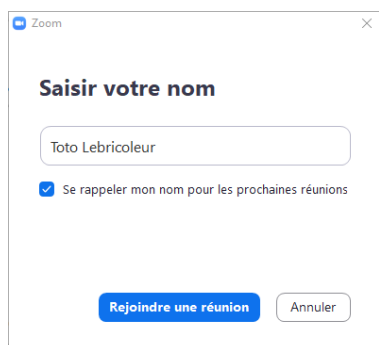 Zoom
Saisir votre nom
Toto Lebricoleur
Se rappeler mon nom pour les prochaines réunions
Rejoindre une réunion
Annuler